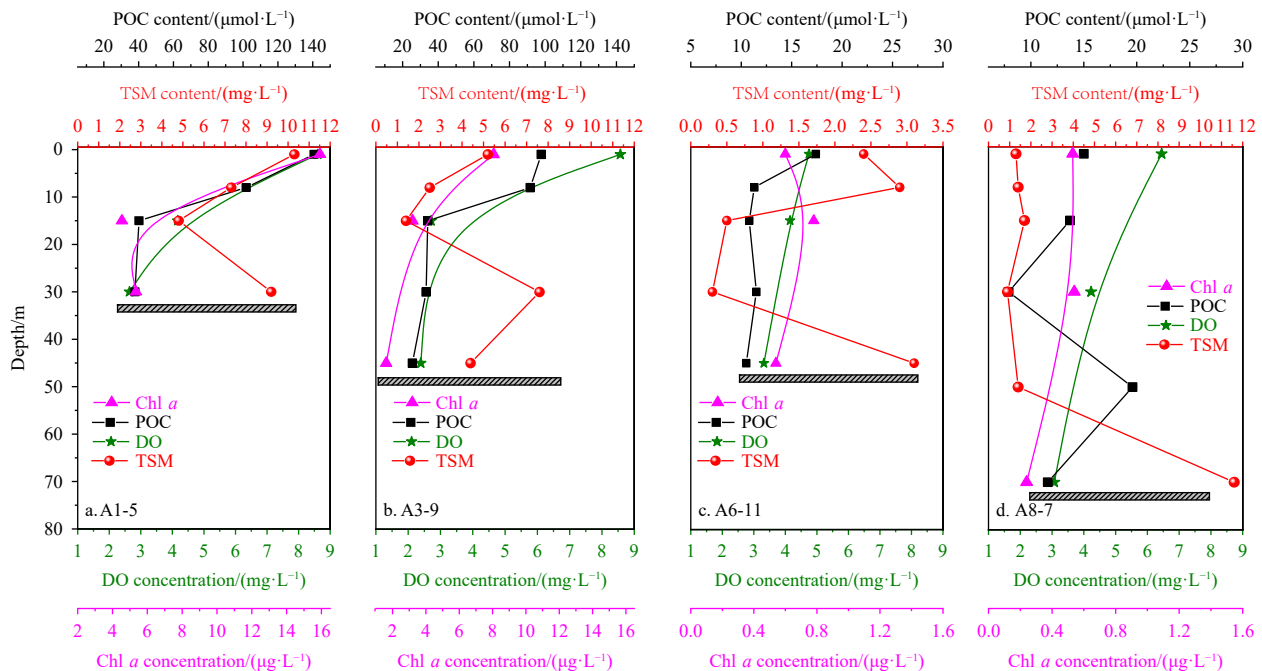 POC content/(μmol·L⁻¹) POC content/(μmol·L⁻¹) POC content/(μmol·L⁻¹) POC content/(μmol·L⁻¹)
20 40 60 80 100 120 140 20 40 60 80 100 120 140 5 10 15 20 25 30 10 15 20 25 30
TSM content/(mg·L⁻¹) TSM content/(mg·L⁻¹) TSM content/(mg·L⁻¹) TSM content/(mg·L⁻¹)
0 1 2 3 4 5 6 7 8 9 10 11 12 0 1 2 3 4 5 6 7 8 9 10 11 12 0.0 0.5 1.0 1.5 2.0 2.5 3.0 3.5 0 1 2 3 4 5 6 7 8 9 10 11 12
0
10
20
30
40
50
60
70
80
Depth/m
Chl a
POC
DO
TSM
a. A1-5
Chl a
POC
DO
TSM
b. A3-9
Chl a
POC
DO
TSM
c. A6-11
Chl a
POC
DO
TSM
d. A8-7
1 2 3 4 5 6 7 8 9 1 2 3 4 5 6 7 8 9 1 2 3 4 5 6 7 8 9 1 2 3 4 5 6 7 8 9
DO concentration/(mg·L⁻¹) DO concentration/(mg·L⁻¹) DO concentration/(mg·L⁻¹) DO concentration/(mg·L⁻¹)
2 4 6 8 10 12 14 16 0 2 4 6 8 10 12 14 16 0.0 0.4 0.8 1.2 1.6 0.0 0.4 0.8 1.2 1.6
Chl a concentration/(μg·L⁻¹) Chl a concentration/(μg·L⁻¹) Chl a concentration/(μg·L⁻¹) Chl a concentration/(μg·L⁻¹)